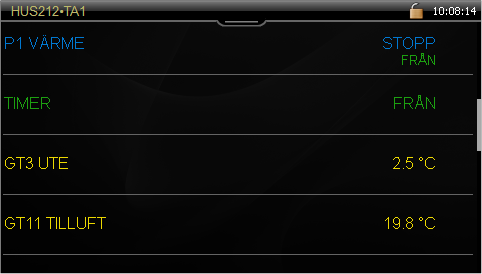 HUS212•TA1 10:08:14
P1 VÄRME STOPP
FRÅN
TIMER FRÅN
GT3 UTE 2.5 °C
GT11 TILLUFT 19.8 °C